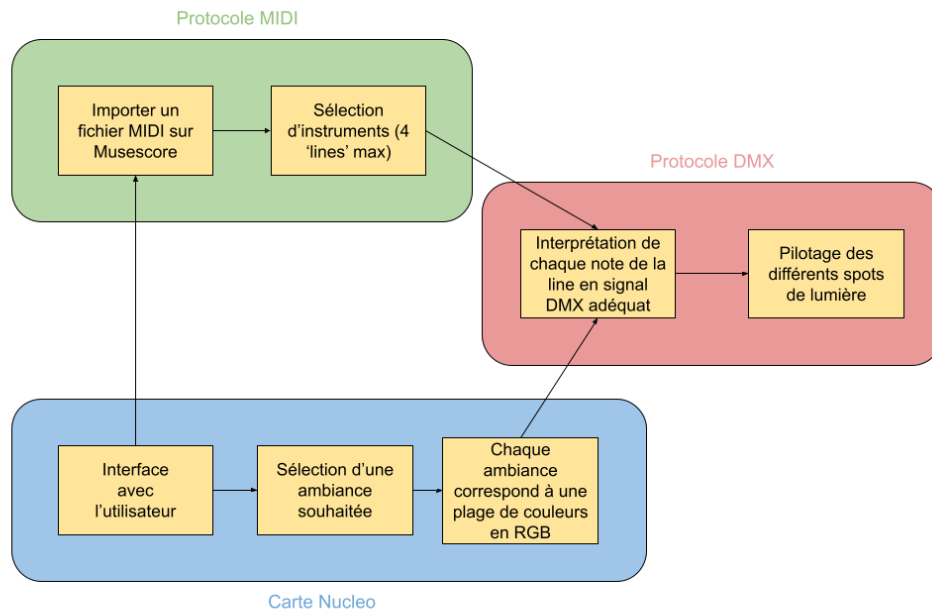 Protocole MIDI
Importer un
fichier MIDI sur
Musescore
Sélection
d’instruments (4
‘lines’ max)
Protocole DMX
Interprétation de
chaque note de la
line en signal
DMX adéquat
Pilotage des
différents spots
de lumière
Interface
avec
l’utilisateur
Sélection d’une
ambiance
souhaitée
Chaque
ambiance
correspond à une
plage de couleurs
en RGB
Carte Nucleo